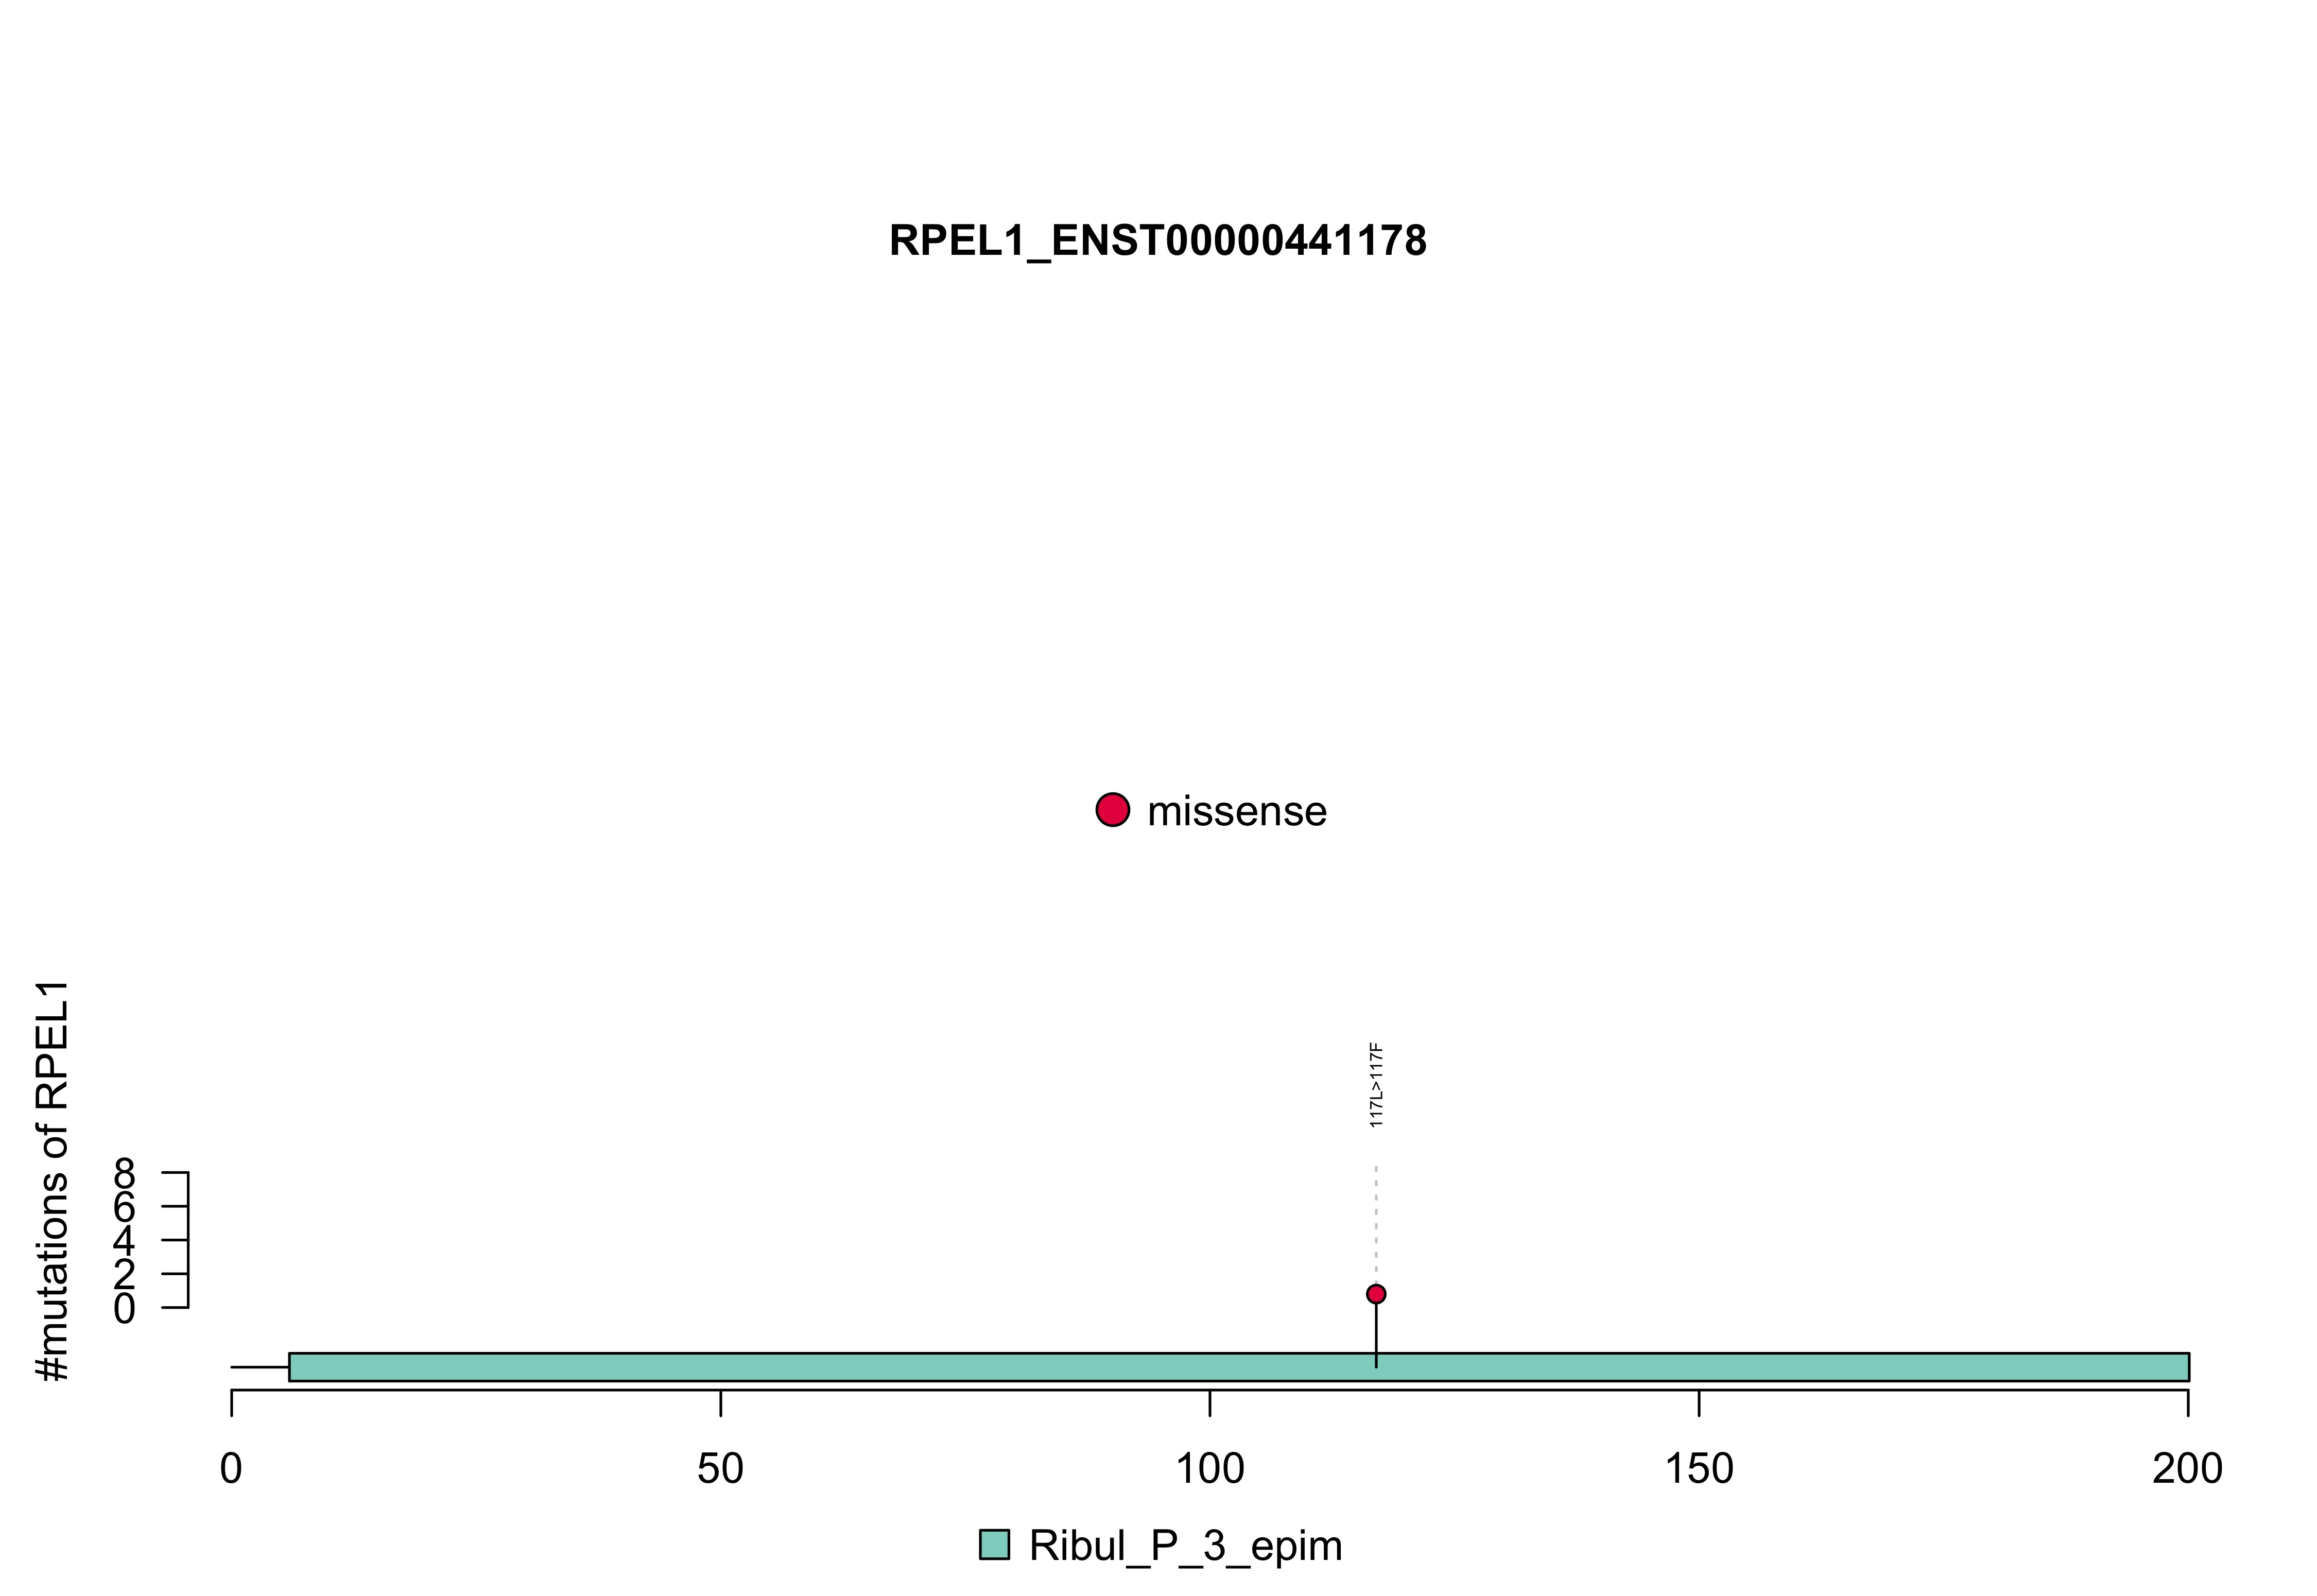 RPEL1_ENST00000441178
missense
#mutations of RPEL1
117L>117F
8
6
4
2
0
0 50 100 150 200
Ribul_P_3_epim